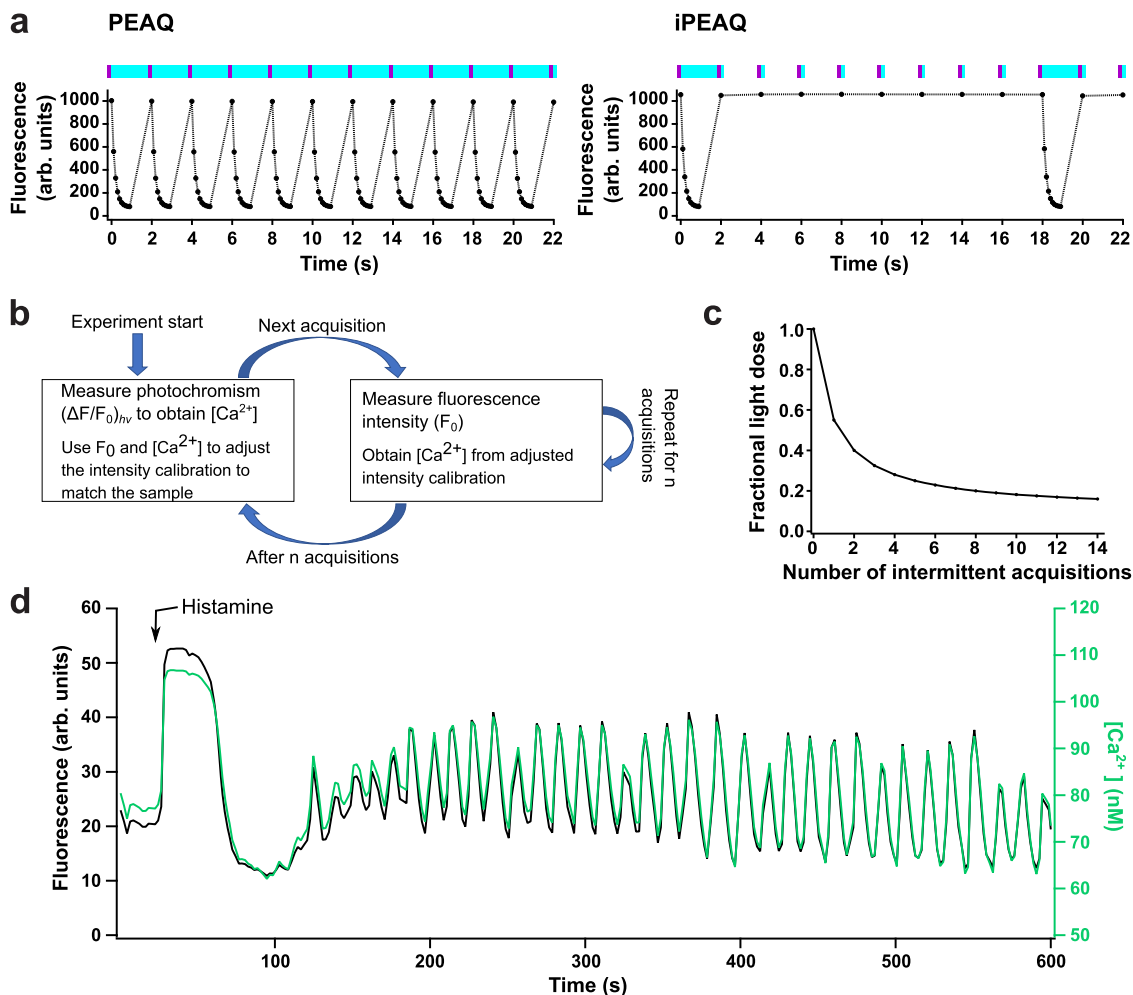 a
PEAQ
iPEAQ
Fluorescence
(arb. units)
1000
800
600
400
200
0
0 2 4 6 8 10 12 14 16 18 20 22
Time (s)
Fluorescence
(arb. units)
1000
800
600
400
200
0
0 2 4 6 8 10 12 14 16 18 20 22
Time (s)
b
Experiment start
Next acquisition
Measure photochromism
(ΔF/F₀)hν to obtain [Ca²⁺]
Use F₀ and [Ca²⁺] to adjust
the intensity calibration to
match the sample
Measure fluorescence
intensity (F₀)
Obtain [Ca²⁺] from adjusted
intensity calibration
Repeat for n
acquisitions
After n acquisitions
c
Fractional light dose
1.0
0.8
0.6
0.4
0.2
0.0
0 2 4 6 8 10 12 14
Number of intermittent acquisitions
d
Histamine
Fluorescence (arb. units)
60
50
40
30
20
10
0
120
110
100
90
80
70
60
50
[Ca²⁺] (nM)
100 200 300 400 500 600
Time (s)